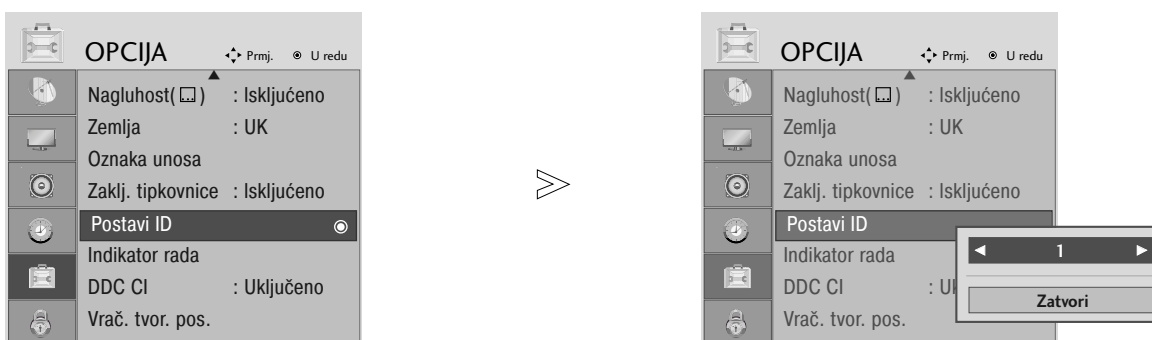 OPCIJA Prmj. U redu
Nagluhost( ) : Isključeno
Zemlja : UK
Oznaka unosa
Zaklj. tipkovnice : Isključeno
Postavi ID
Indikator rada
DDC CI : Uključeno
Vrač. tvor. pos.
>
OPCIJA Prmj. U redu
Nagluhost( ) : Isključeno
Zemlja : UK
Oznaka unosa
Zaklj. tipkovnice : Isključeno
Postavi ID
Indikator rada
◄ 1 ►
DDC CI : Uk
Zatvori
Vrač. tvor. pos.